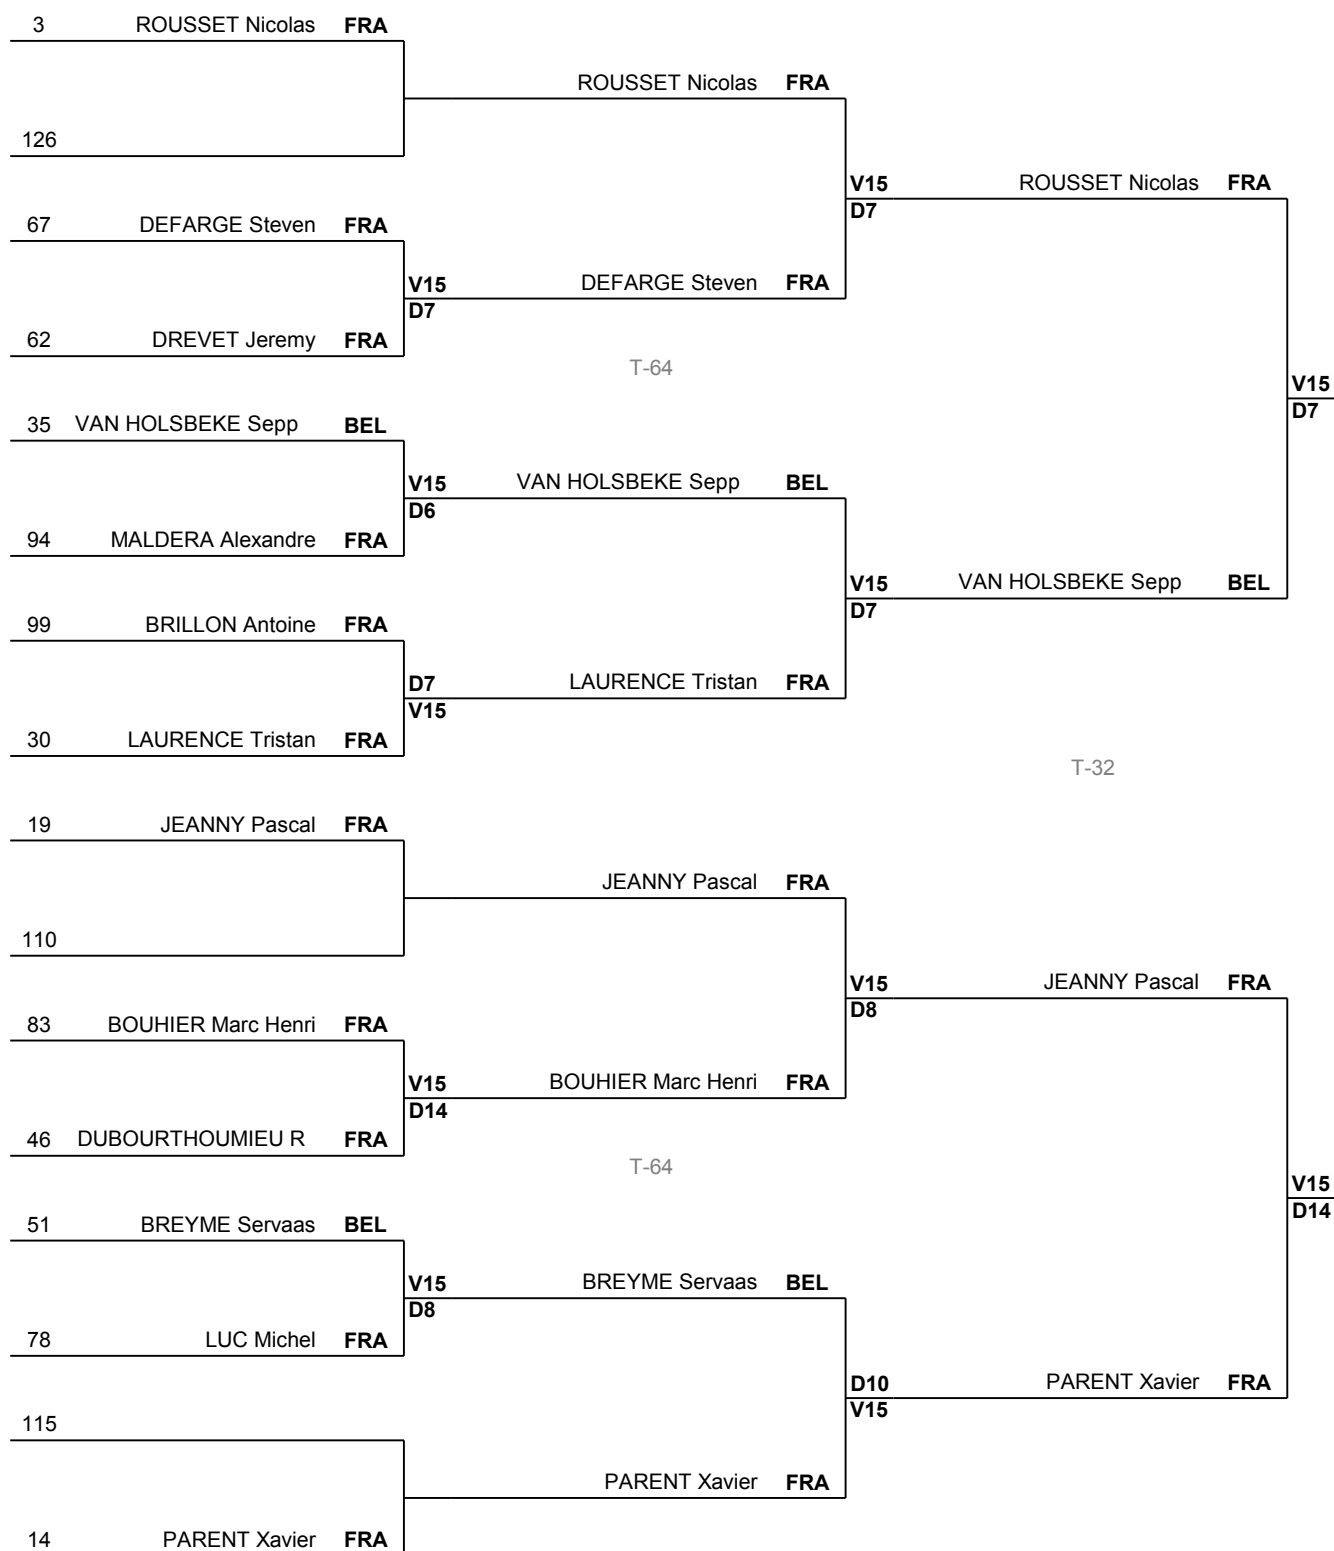 3 ROUSSET Nicolas FRA
ROUSSET Nicolas FRA
126
V15 ROUSSET Nicolas FRA
D7
67 DEFARGE Steven FRA
V15 DEFARGE Steven FRA
D7
62 DREVET Jeremy FRA
T-64
V15
D7
35 VAN HOLSBEKE Sepp BEL
V15 VAN HOLSBEKE Sepp BEL
D6
94 MALDERA Alexandre FRA
V15 VAN HOLSBEKE Sepp BEL
D7
99 BRILLON Antoine FRA
D7 LAURENCE Tristan FRA
V15
30 LAURENCE Tristan FRA
T-32
19 JEANNY Pascal FRA
JEANNY Pascal FRA
110
V15 JEANNY Pascal FRA
D8
83 BOUHIER Marc Henri FRA
V15 BOUHIER Marc Henri FRA
D14
46 DUBOURTHOUMIEU R FRA
T-64
V15
D14
51 BREYME Servaas BEL
V15 BREYME Servaas BEL
D8
78 LUC Michel FRA
D10 PARENT Xavier FRA
V15
115
PARENT Xavier FRA
14 PARENT Xavier FRA